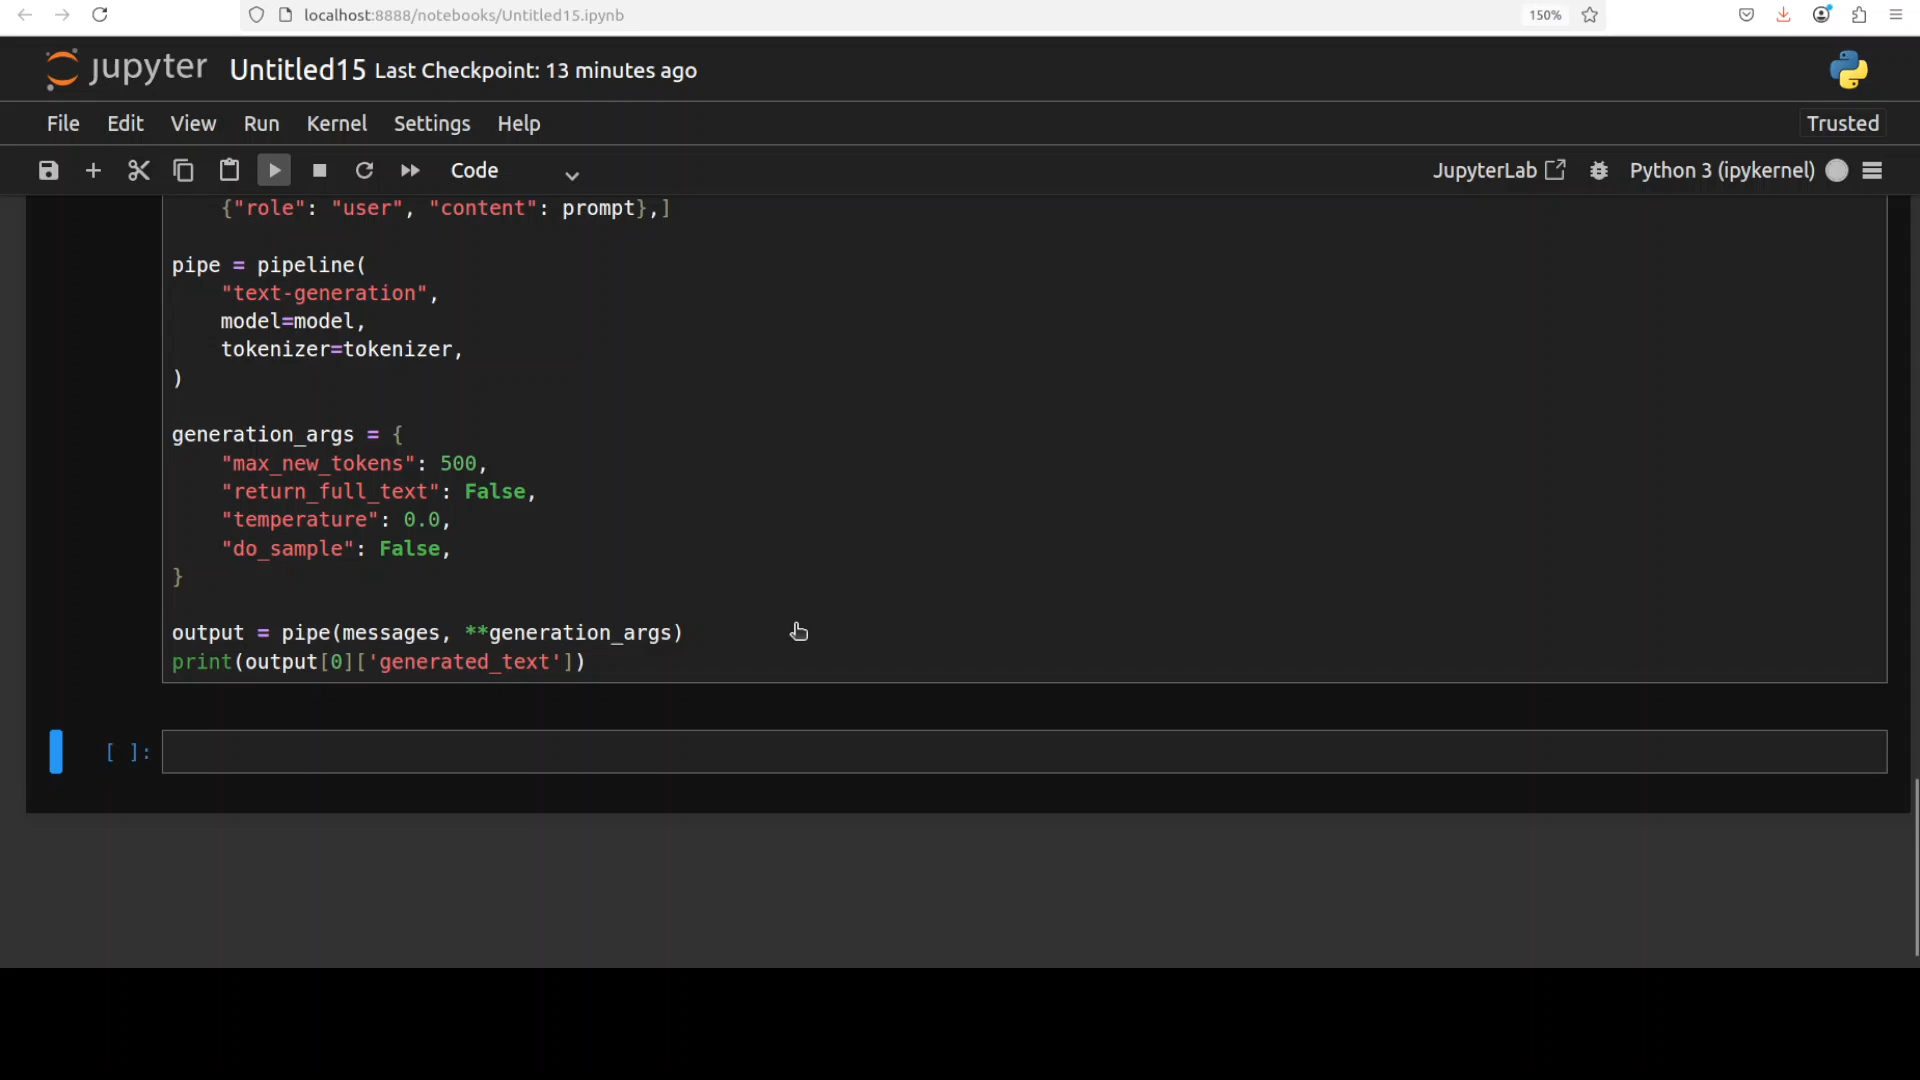 localhost:8888/notebooks/Untitled15.ipynb 150%
jupyter Untitled15 Last Checkpoint: 13 minutes ago
File Edit View Run Kernel Settings Help Trusted
Code JupyterLab Python 3 (ipykernel)
{"role": "user", "content": prompt},]
pipe = pipeline(
"text-generation",
model=model,
tokenizer=tokenizer,
)
generation_args = {
"max_new_tokens": 500,
"return_full_text": False,
"temperature": 0.0,
"do_sample": False,
}
output = pipe(messages, **generation_args)
print(output[0]['generated_text'])
[ ]: